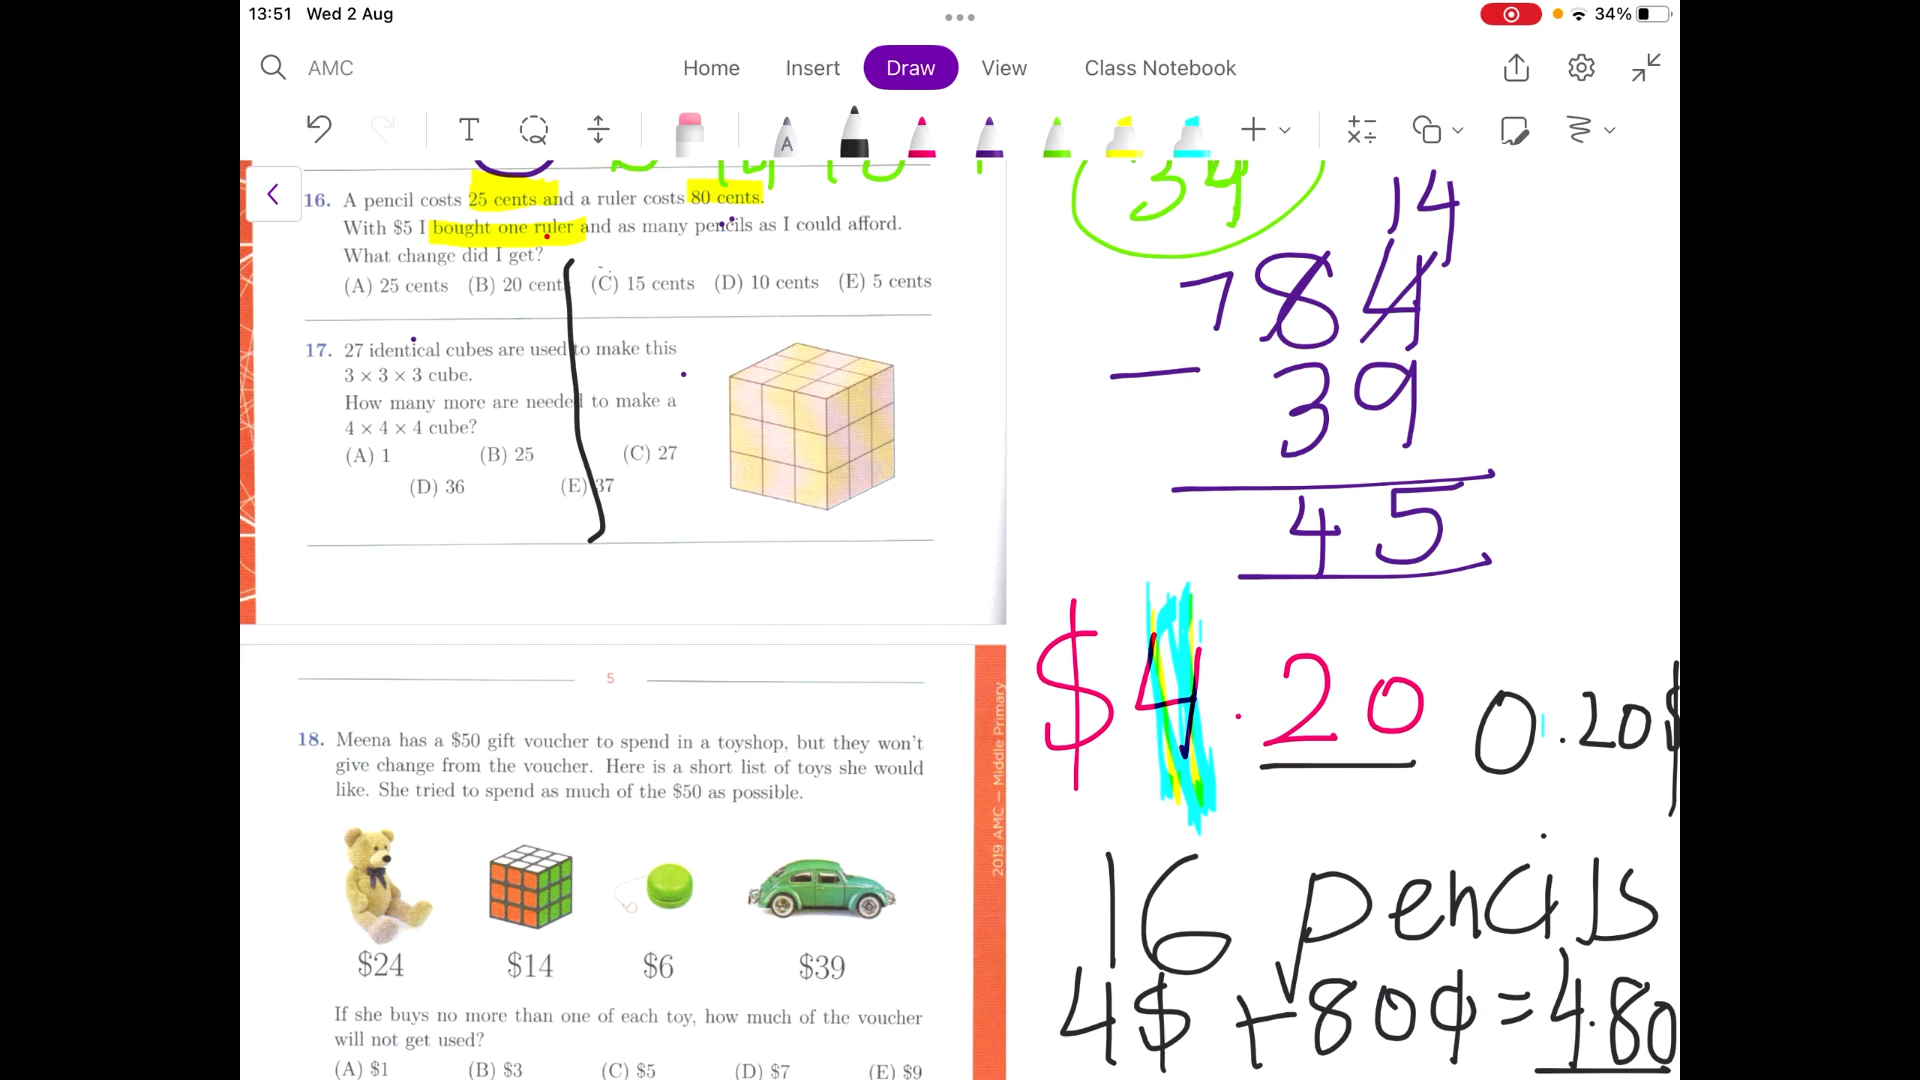 13:51 Wed 2 Aug
34%
AMC
Home Insert Draw View Class Notebook
T
A
16. A pencil costs 25 cents and a ruler costs 80 cents.
With $5 I bought one ruler and as many pencils as I could afford.
What change did I get?
(A) 25 cents (B) 20 cents (C) 15 cents (D) 10 cents (E) 5 cents
17. 27 identical cubes are used to make this
3 × 3 × 3 cube.
How many more are needed to make a
4 × 4 × 4 cube?
(A) 1 (B) 25 (C) 27
(D) 36 (E) 37
5
18. Meena has a $50 gift voucher to spend in a toyshop, but they won't
give change from the voucher. Here is a short list of toys she would
like. She tried to spend as much of the $50 as possible.
$24 $14 $6 $39
If she buys no more than one of each toy, how much of the voucher
will not get used?
(A) $1 (B) $3 (C) $5 (D) $7 (E) $9
2019 AMC — Middle Primary
34
14
784
- 39
45
$4.20 0.20$
16 pencils
4$ + 80¢ = 4.80